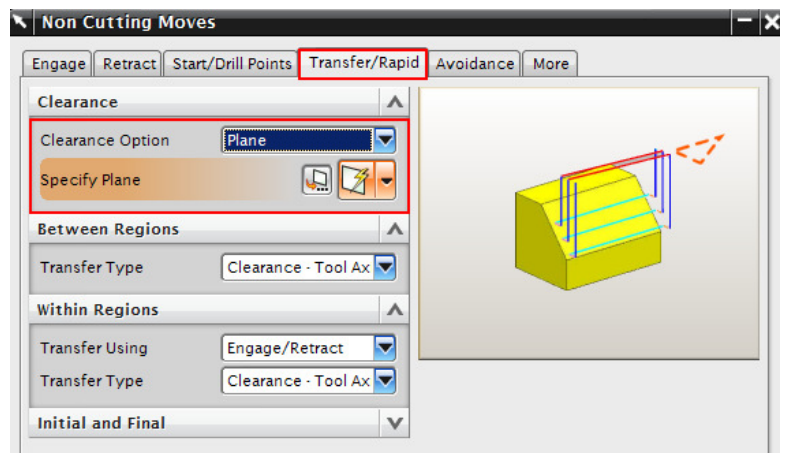 Non Cutting Moves
Engage Retract Start/Drill Points Transfer/Rapid Avoidance More
Clearance
Clearance Option Plane
Specify Plane
Between Regions
Transfer Type Clearance - Tool Ax
Within Regions
Transfer Using Engage/Retract
Transfer Type Clearance - Tool Ax
Initial and Final